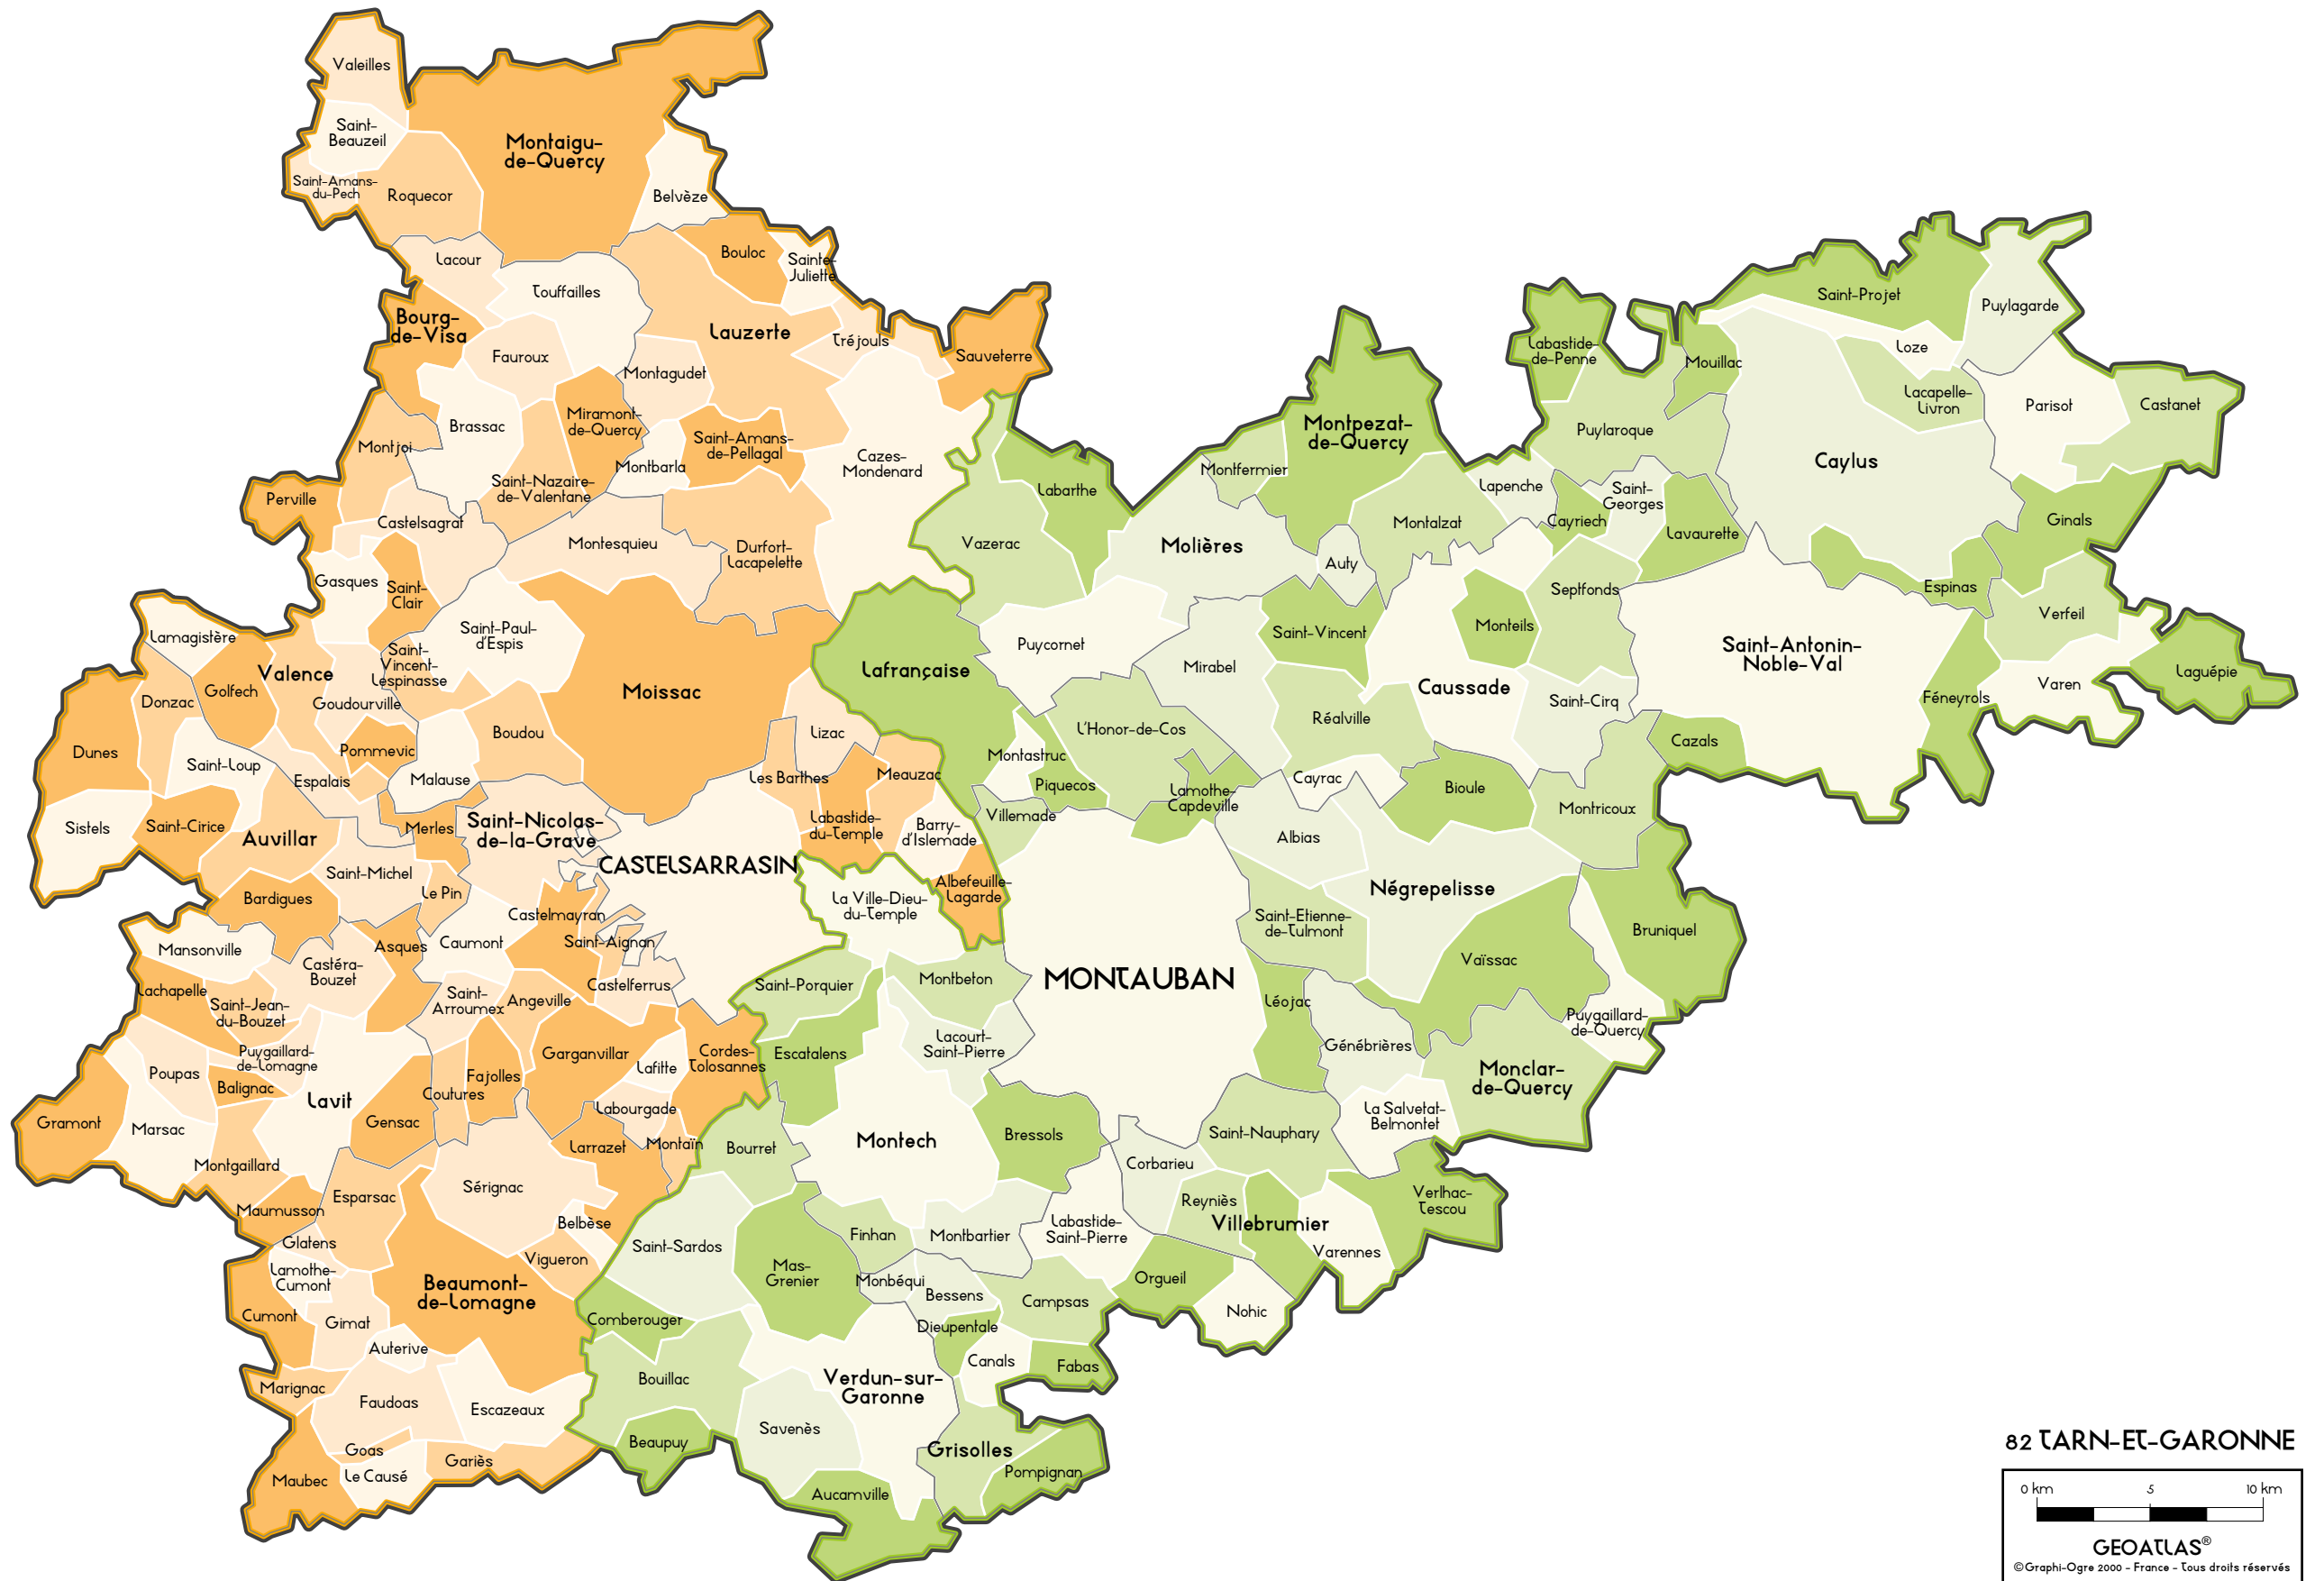 Valeilles
Saint-
Beauzeil
Montaigu-
de-Quercy
Saint-Amans-
du-Pech
Roquecor
Belvèze
Lacour
Bouloc
Sainte-
Juliette
Touffailles
Bourg-
de-Visa
Lauzerte
Fauroux
Tréjouls
Sauveterre
Montagudet
Brassac
Miramont-
de-Quercy
Saint-Amans-
de-Pellagal
Montjoi
Montbarla
Cazes-
Mondenard
Saint-Nazaire-
de-Valentane
Perville
Castelsagrat
Montesquieu
Durfort-
Lacapelette
Gasques
Saint-
Clair
Lamagistère
Saint-Paul-
d'Espis
Saint-
Vincent-
Lespinasse
Valence
Golfech
Goudourville
Donzac
Moissac
Dunes
Pommevic
Boudou
Lizac
Saint-Loup
Espalais
Malause
Les Barthes
Meauzac
Sistels
Saint-Cirice
Auvillar
Merles
Saint-Nicolas-
de-la-Grave
Labastide-
du-Temple
Barry-
d'Islemade
CASTELSARRASIN
Saint-Michel
Le Pin
Bardigues
Albefeuille-
Lagarde
Castelmayran
Saint-Aignan
Mansonville
Asques
Caumont
Castéra-
Bouzet
Castelferrus
Lachapelle
Saint-Jean-
du-Bouzet
Saint-
Arroumex
Angeville
Puygaillard-
de-Lomagne
Poupas
Balignac
Garganvillar
Lafitte
Cordes-
Tolosannes
Fajolles
Coutures
Lavit
Gensac
Labourgade
Gramont
Marsac
Larrazet
Montaïn
Montgaillard
Esparsac
Sérignac
Maumusson
Belbèse
Glatens
Vigueron
Lamothe-
Cumont
Beaumont-
de-Lomagne
Cumont
Gimat
Auterive
Marignac
Faudoas
Escazeaux
Goas
Gariès
Maubec
Le Causé
Vazerac
Labarthe
Montfermier
Montpezat-
de-Quercy
Molières
Auty
Montalzat
Lapenche
Labastide-
de-Penne
Puylaroque
Mouillac
Saint-Projet
Loze
Puylagarde
Lacapelle-
Livron
Parisot
Castanet
Caylus
Cayriech
Saint-
Georges
Lavaurette
Ginals
Espinas
Verfeil
Septfonds
Saint-Antonin-
Noble-Val
Laguépie
Varen
Féneyrols
Lafrançaise
Puycornet
Mirabel
Saint-Vincent
Monteils
Caussade
Saint-Cirq
Réalville
L'Honor-de-Cos
Montastruc
Piquecos
Lamothe-
Capdeville
Cayrac
Bioule
Cazals
Montricoux
Villemade
Albias
Nègrepelisse
La Ville-Dieu-
du-Temple
Saint-Etienne-
de-Tulmont
Bruniquel
Vaïssac
Montbeton
MONTAUBAN
Saint-Porquier
Léojac
Puygaillard-
de-Quercy
Lacourt-
Saint-Pierre
Escatalens
Génébrières
Monclar-
de-Quercy
La Salvetat-
Belmontet
Bressols
Montech
Saint-Nauphary
Bourret
Corbarieu
Verlhac-
Tescou
Reyniès
Villebrumier
Varennes
Labastide-
Saint-Pierre
Finhan
Montbartier
Saint-Sardos
Mas-
Grenier
Monbéqui
Bessens
Orgueil
Campsas
Nohic
Comberouger
Dieupentale
Canals
Fabas
Bouillac
Verdun-sur-
Garonne
Savenès
Beaupuy
Grisolles
Pompignan
Aucamville
82 TARN-ET-GARONNE
0 km 5 10 km
GEOATLAS®
©Graphi-Ogre 2000 - France - Tous droits réservés